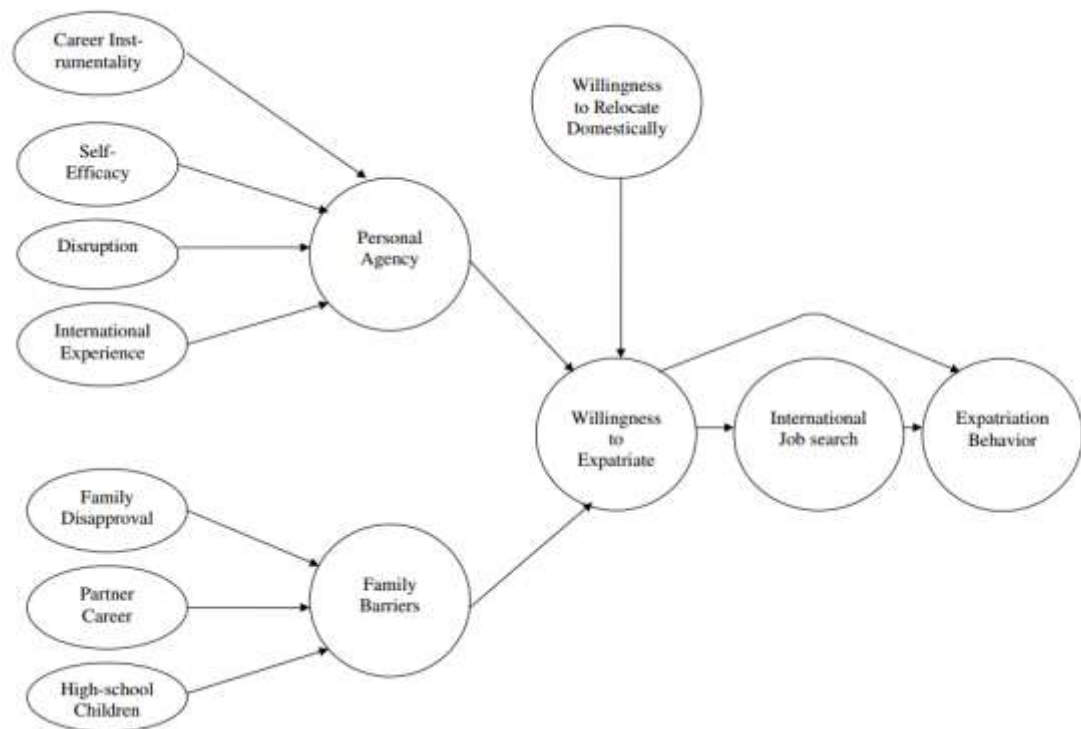 Career Inst-
rumentality
Self-
Efficacy
Disruption
International
Experience
Personal
Agency
Willingness
to Relocate
Domestically
Willingness
to
Expatriate
International
Job search
Expatriation
Behavior
Family
Disapproval
Partner
Career
High-school
Children
Family
Barriers